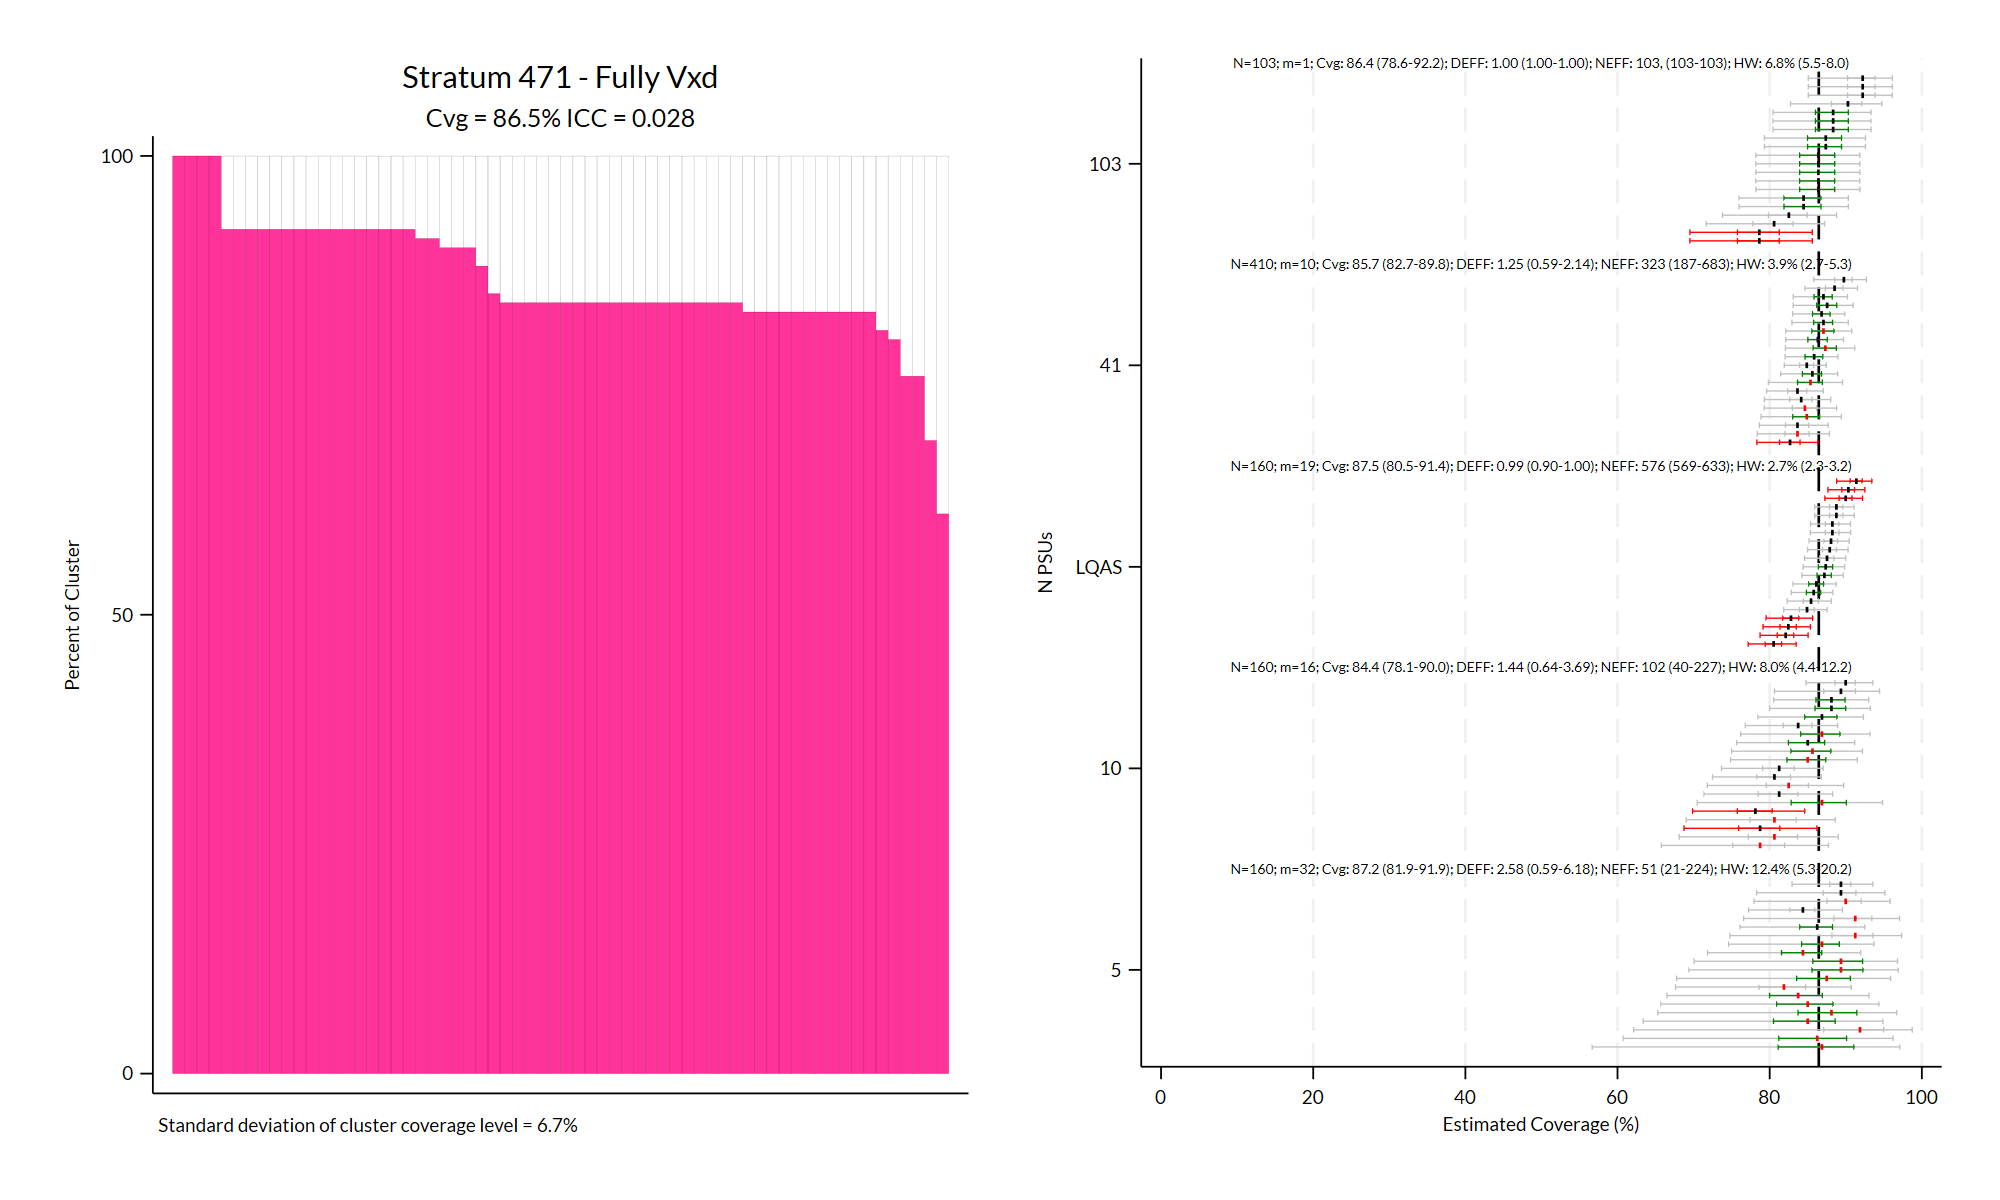 Stratum 471 - Fully Vxd
Cvg = 86.5% ICC = 0.028
Percent of Cluster
100
50
0
Standard deviation of cluster coverage level = 6.7%
N PSUs
N=103; m=1; Cvg: 86.4 (78.6-92.2); DEFF: 1.00 (1.00-1.00); NEFF: 103, (103-103); HW: 6.8% (5.5-8.0)
103
N=410; m=10; Cvg: 85.7 (82.7-89.8); DEFF: 1.25 (0.59-2.14); NEFF: 323 (187-683); HW: 3.9% (2.7-5.3)
41
N=160; m=19; Cvg: 87.5 (80.5-91.4); DEFF: 0.99 (0.90-1.00); NEFF: 576 (569-633); HW: 2.7% (2.3-3.2)
LQAS
N=160; m=16; Cvg: 84.4 (78.1-90.0); DEFF: 1.44 (0.64-3.69); NEFF: 102 (40-227); HW: 8.0% (4.4-12.2)
10
N=160; m=32; Cvg: 87.2 (81.9-91.9); DEFF: 2.58 (0.59-6.18); NEFF: 51 (21-224); HW: 12.4% (5.3-20.2)
5
0 20 40 60 80 100
Estimated Coverage (%)